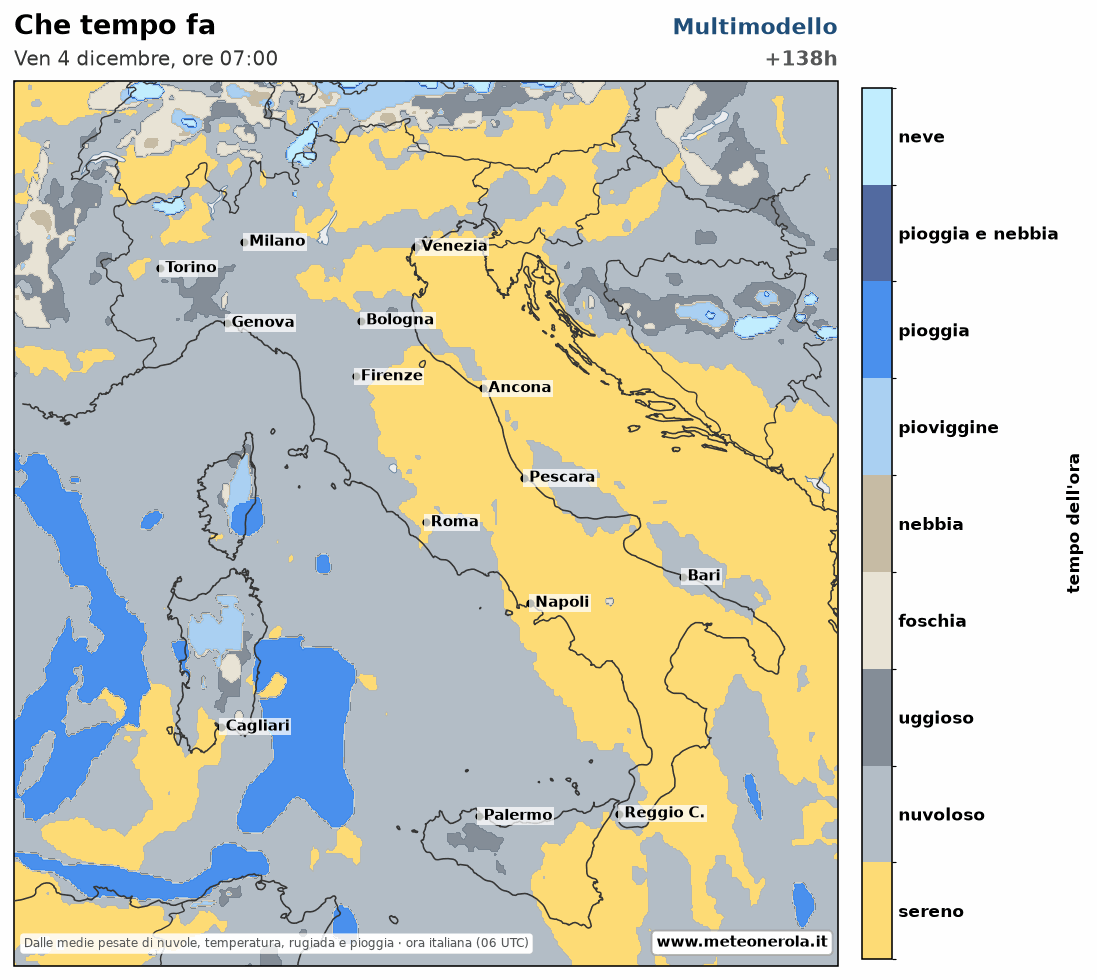 Che tempo fa
Multimodello
Ven 4 dicembre, ore 07:00
+138h
Milano
Venezia
Torino
Genova
Bologna
Firenze
Ancona
Pescara
Roma
Bari
Napoli
Cagliari
Palermo
Reggio C.
neve
pioggia e nebbia
pioggia
pioviggine
nebbia
foschia
uggioso
nuvoloso
sereno
tempo dell'ora
Dalle medie pesate di nuvole, temperatura, rugiada e pioggia · ora italiana (06 UTC)
www.meteonerola.it